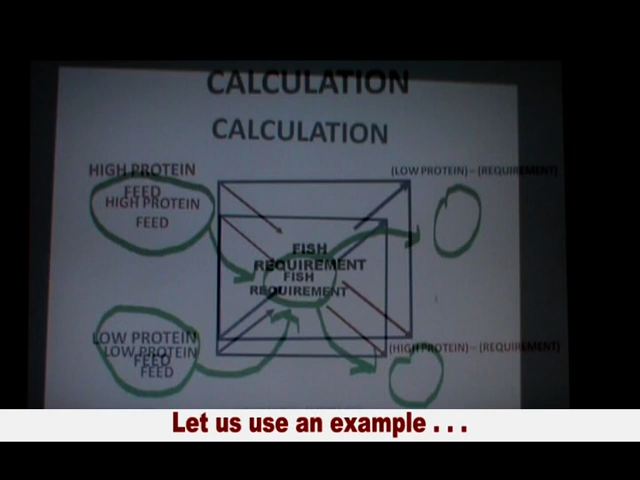 CALCULATION
CALCULATION
HIGH PROTEIN
FEED
HIGH PROTEIN
FEED
(LOW PROTEIN) – (REQUIREMENT)
FISH
REQUIREMENT
FISH
REQUIREMENT
LOW PROTEIN
FEED
LOW PROTEIN
FEED
(HIGH PROTEIN) – (REQUIREMENT)
Let us use an example . . .